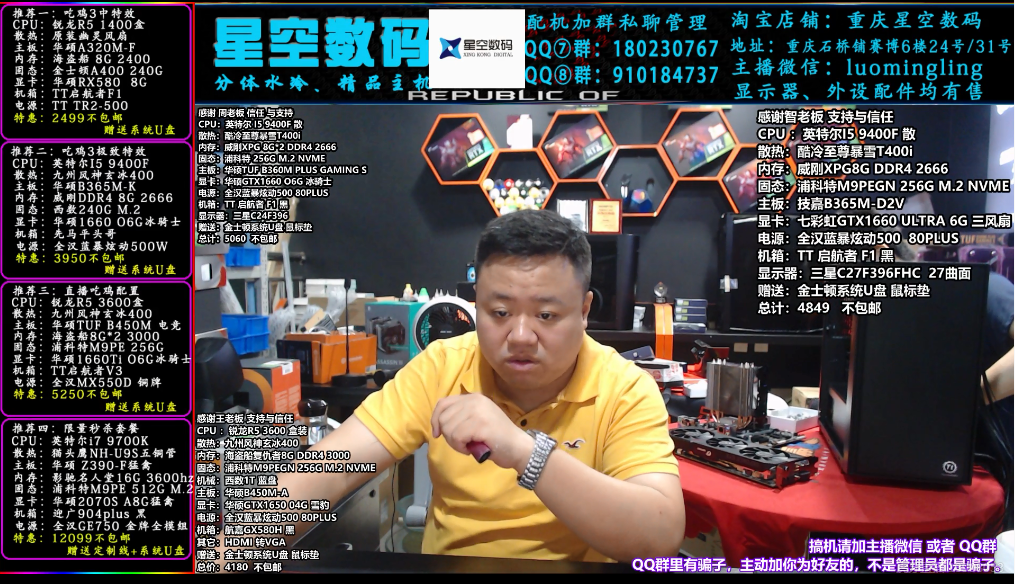 推荐一：吃鸡3中特效
CPU：锐龙R5 1400盒
散热：原装幽灵风扇
主板：华硕A320M-F
内存：海盗船 8G 2400
固态：金士顿A400 240G
显卡：华硕RX580 8G
机箱：TT启航者F1
电源：TT TR2-500
特惠：2499不包邮
赠送系统U盘
推荐二：吃鸡3极致特效
CPU：英特尔I5 9400F
散热：九州风神玄冰400
主板：华硕B365M-K
内存：威刚DDR4 8G 2666
固态：西数240G M.2
显卡：华硕1660 O6G冰骑士
机箱：先马平头哥
电源：全汉蓝暴炫动500W
特惠：3950不包邮
赠送系统U盘
推荐三：直播吃鸡配置
CPU：锐龙R5 3600盒
散热：九州风神玄冰400
主板：华硕TUF B450M 电竞
内存：海盗船8G*2 3000
固态：浦科特M9PE 256G
显卡：华硕1660Ti O6G冰骑士
机箱：TT启航者V3
电源：全汉MX550D 铜牌
特惠：5250不包邮
赠送系统U盘
推荐四：限量秒杀套餐
CPU：英特尔i7 9700K
散热：猫头鹰NH-U9S五铜管
主板：华硕 Z390-F猛禽
内存：影驰名人堂16G 3600hz
固态：浦科特M9PE 512G M.2
显卡：华硕2070S A8G猛禽
机箱：迎广904plus 黑
电源：全汉GE750 金牌全模组
特惠：12099不包邮
赠送定制线+系统U盘
星空数码
分体水冷、精品主机
星空数码
XING KONG DIGITAL
REPUBLIC OF
配机加群私聊管理
QQ⑦群：180230767
QQ⑧群：910184737
淘宝店铺：重庆星空数码
地址：重庆石桥铺赛博6楼24号/31号
主播微信：luomingling
显示器、外设配件均有售
感谢 周老板 信任 与支持
CPU：英特尔 I5 9400F 散
散热：酷冷至尊暴雪T400i
内存：威刚XPG 8G*2 DDR4 2666
固态：浦科特 256G M.2 NVME
主板：华硕TUF B360M PLUS GAMING S
显卡：华硕GTX1660 O6G 冰骑士
电源：全汉蓝暴炫动500 80PLUS
机箱：TT 启航者 F1 黑
显示器：三星C24F396
赠送：金士顿系统U盘 鼠标垫
总计：5060 不包邮
感谢智老板 支持与信任
CPU ：英特尔I5 9400F 散
散热：酷冷至尊暴雪T400i
内存：威刚XPG8G DDR4 2666
固态：浦科特M9PEGN 256G M.2 NVME
主板：技嘉B365M-D2V
显卡：七彩虹GTX1660 ULTRA 6G 三风扇
电源：全汉蓝暴炫动500 80PLUS
机箱：TT 启航者 F1 黑
显示器：三星C27F396FHC 27曲面
赠送：金士顿系统U盘 鼠标垫
总计：4849 不包邮
感谢王老板 支持与信任
CPU ：锐龙R5 3600 盒装
散热：九州风神玄冰400
内存：海盗船复仇者8G DDR4 3000
固态：浦科特M9PEGN 256G M.2 NVME
机械：西数1T 蓝盘
主板：华硕B450M-A
显卡：华硕GTX1650 04G 雪豹
电源：全汉蓝暴炫动500 80PLUS
机箱：航嘉GX580H 黑
其它：HDMI 转VGA
赠送：金士顿系统U盘 鼠标垫
总价：4180 不包邮
搞机请加主播微信 或者 QQ群
QQ群里有骗子，主动加你为好友的，不是管理员都是骗子。